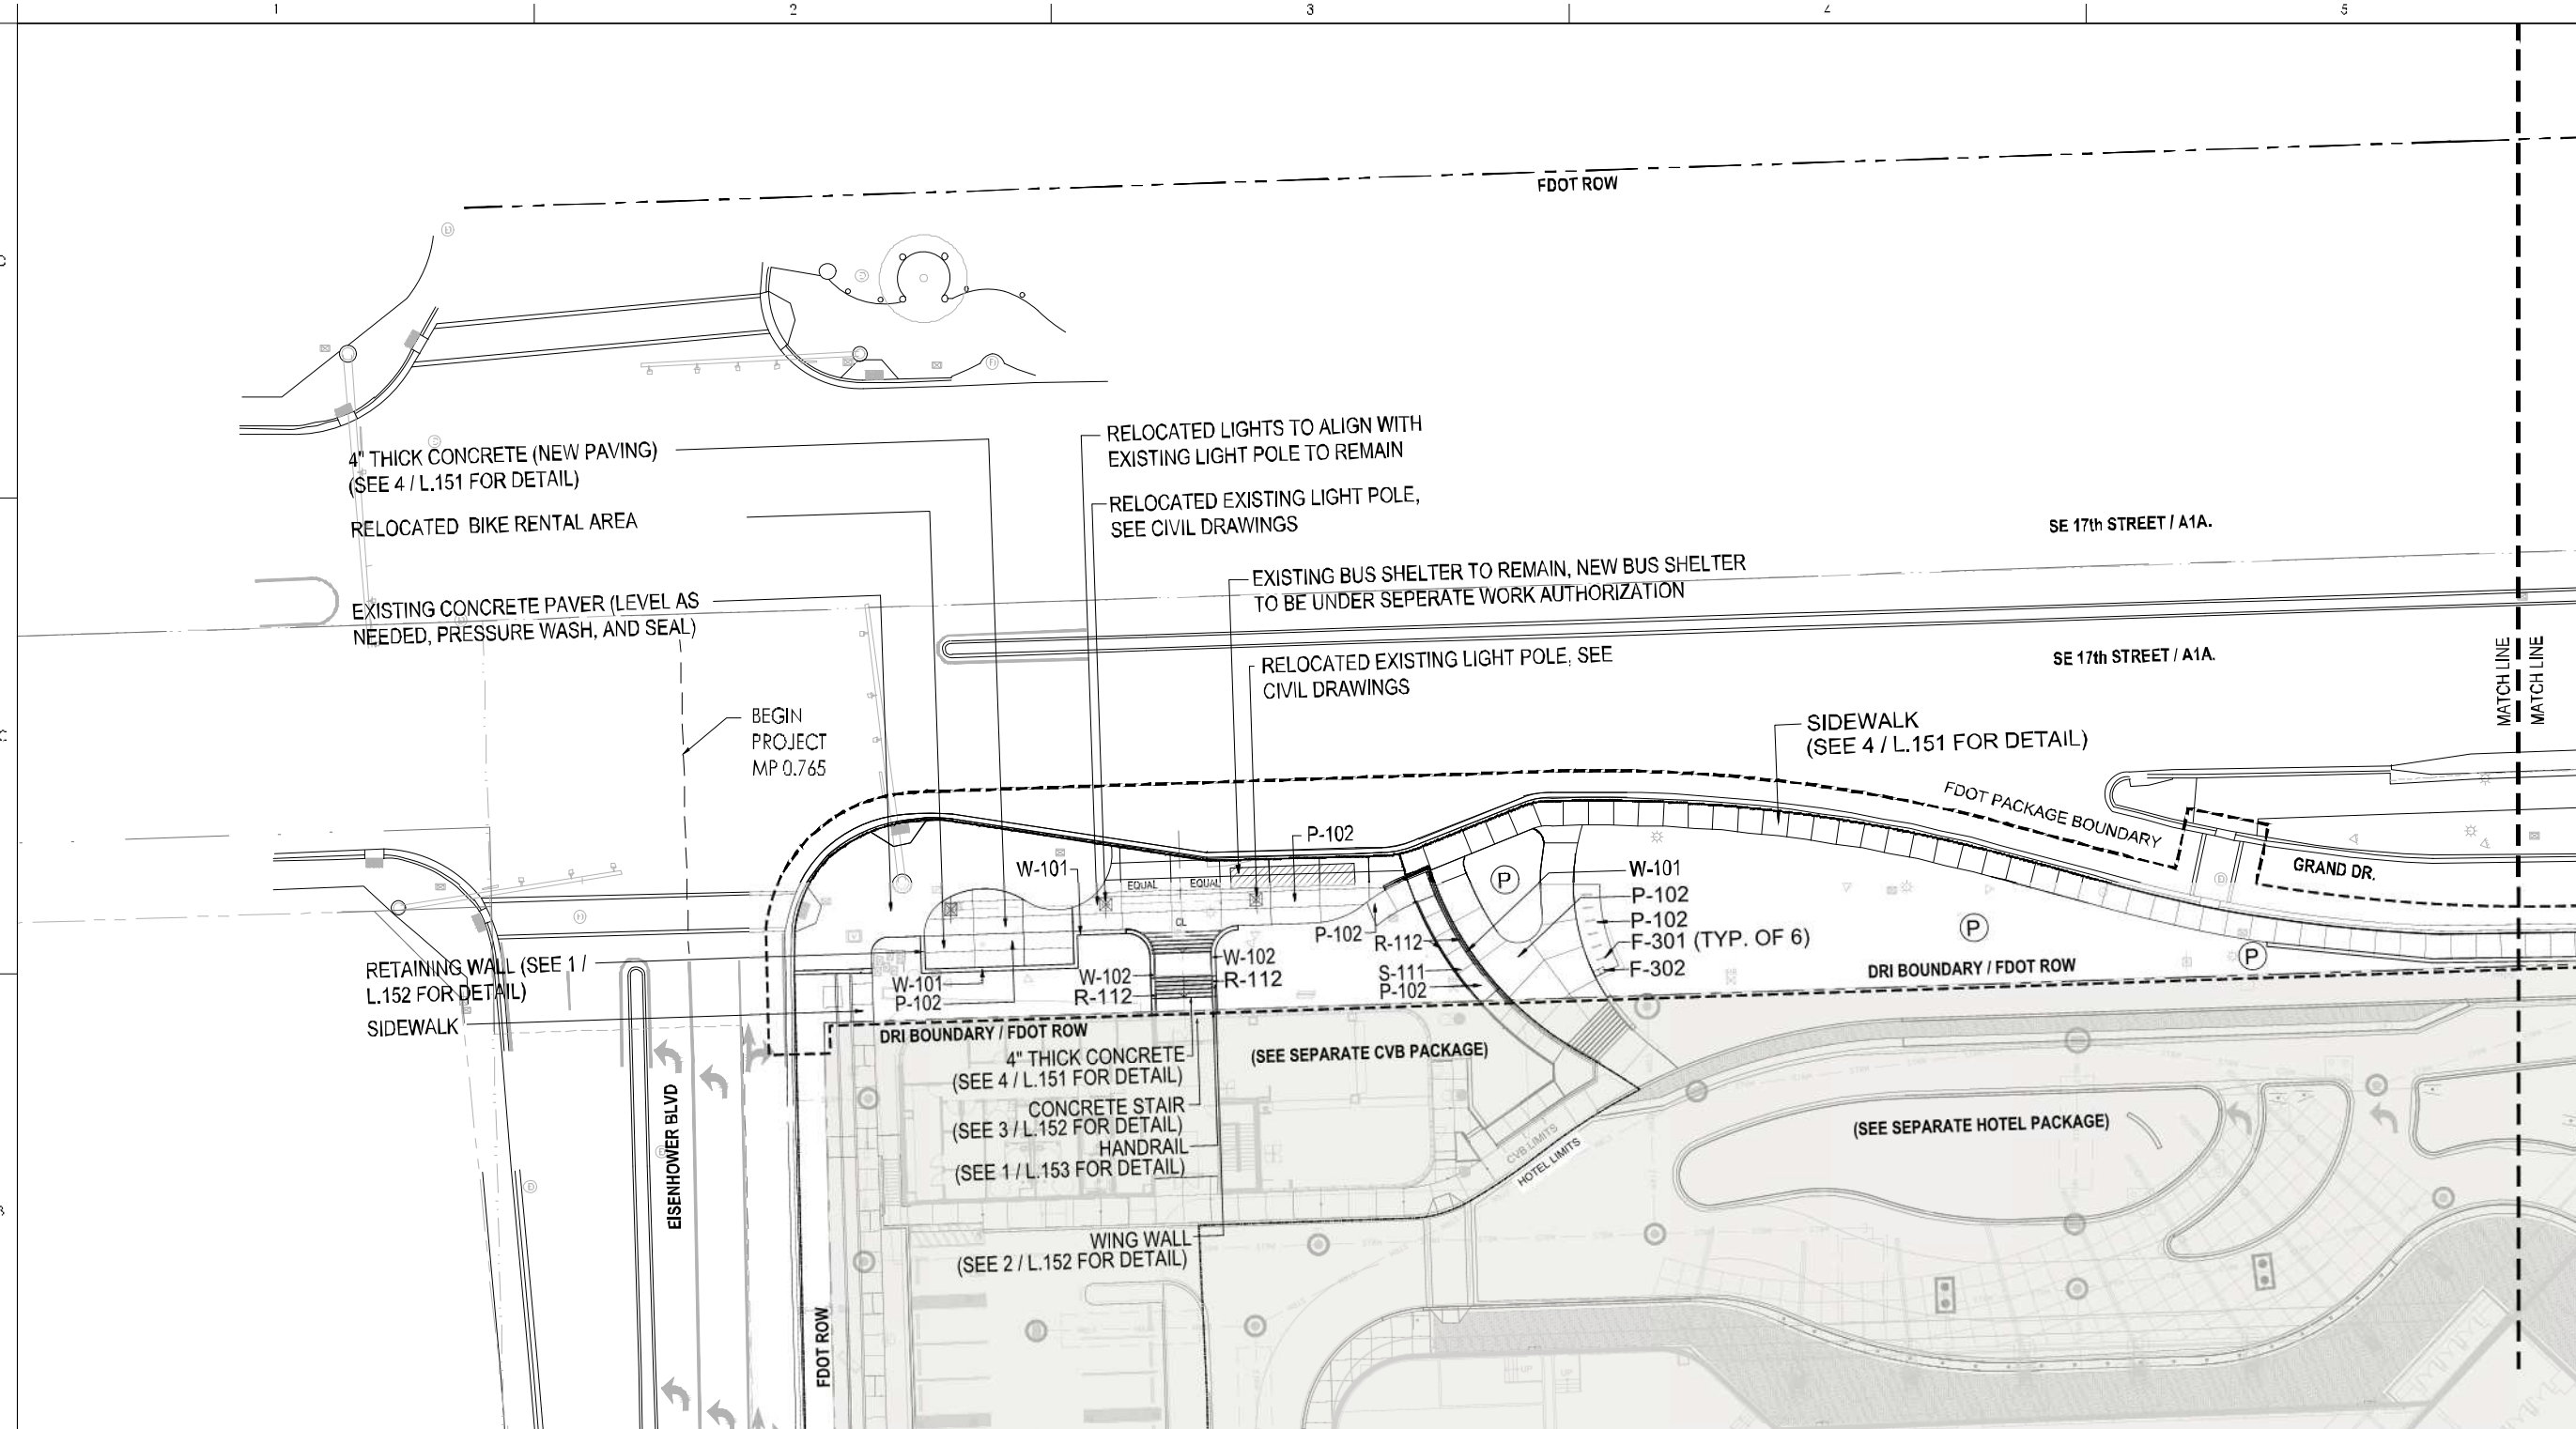 1
2
3
4
5
C
FDOT ROW
4" THICK CONCRETE (NEW PAVING)
(SEE 4 / L.151 FOR DETAIL)
RELOCATED BIKE RENTAL AREA
EXISTING CONCRETE PAVER (LEVEL AS
NEEDED, PRESSURE WASH, AND SEAL)
RELOCATED LIGHTS TO ALIGN WITH
EXISTING LIGHT POLE TO REMAIN
RELOCATED EXISTING LIGHT POLE,
SEE CIVIL DRAWINGS
EXISTING BUS SHELTER TO REMAIN, NEW BUS SHELTER
TO BE UNDER SEPERATE WORK AUTHORIZATION
RELOCATED EXISTING LIGHT POLE, SEE
CIVIL DRAWINGS
SE 17th STREET / A1A.
SE 17th STREET / A1A.
MATCH LINE
MATCH LINE
BEGIN
PROJECT
MP 0.765
SIDEWALK
(SEE 4 / L.151 FOR DETAIL)
FDOT PACKAGE BOUNDARY
GRAND DR.
P-102
W-101
EQUAL
EQUAL
CL
P
W-101
P-102
P-102
F-301 (TYP. OF 6)
F-302
P-102
R-112
S-111
P-102
P
P
DRI BOUNDARY / FDOT ROW
RETAINING WALL (SEE 1 /
L.152 FOR DETAIL)
SIDEWALK
W-101
P-102
W-102
R-112
W-102
R-112
DRI BOUNDARY / FDOT ROW
4" THICK CONCRETE
(SEE 4 / L.151 FOR DETAIL)
CONCRETE STAIR
(SEE 3 / L.152 FOR DETAIL)
HANDRAIL
(SEE 1 / L.153 FOR DETAIL)
WING WALL
(SEE 2 / L.152 FOR DETAIL)
(SEE SEPARATE CVB PACKAGE)
CVB LIMITS
HOTEL LIMITS
(SEE SEPARATE HOTEL PACKAGE)
EISENHOWER BLVD
FDOT ROW
UP
UP